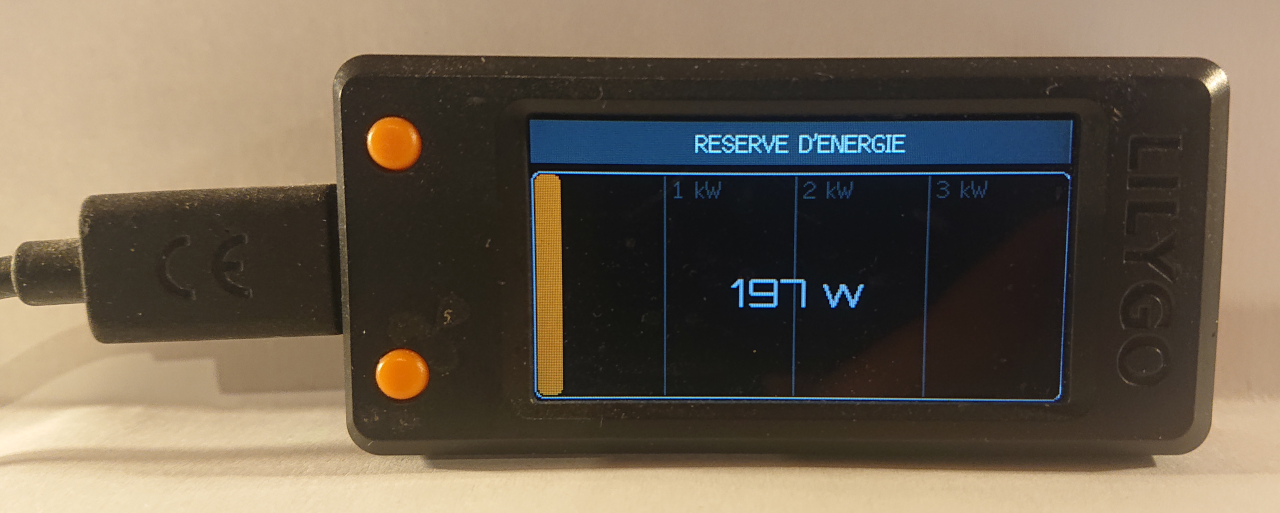 RESERVE D'ENERGIE
1 kW 2 kW 3 kW
197 W
LILYGO
CE